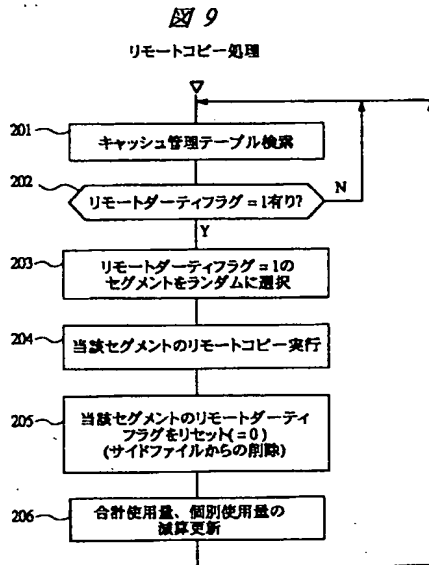 図 9
リモートコピー処理
201
キャッシュ管理テーブル検索
202
リモートダーティフラグ=1有り?
N
Y
203
リモートダーティフラグ=1の
セグメントをランダムに選択
204
当該セグメントのリモートコピー実行
205
当該セグメントのリモートダーティ
フラグをリセット(=0)
(サイドファイルからの削除)
206
合計使用量、個別使用量の
減算更新